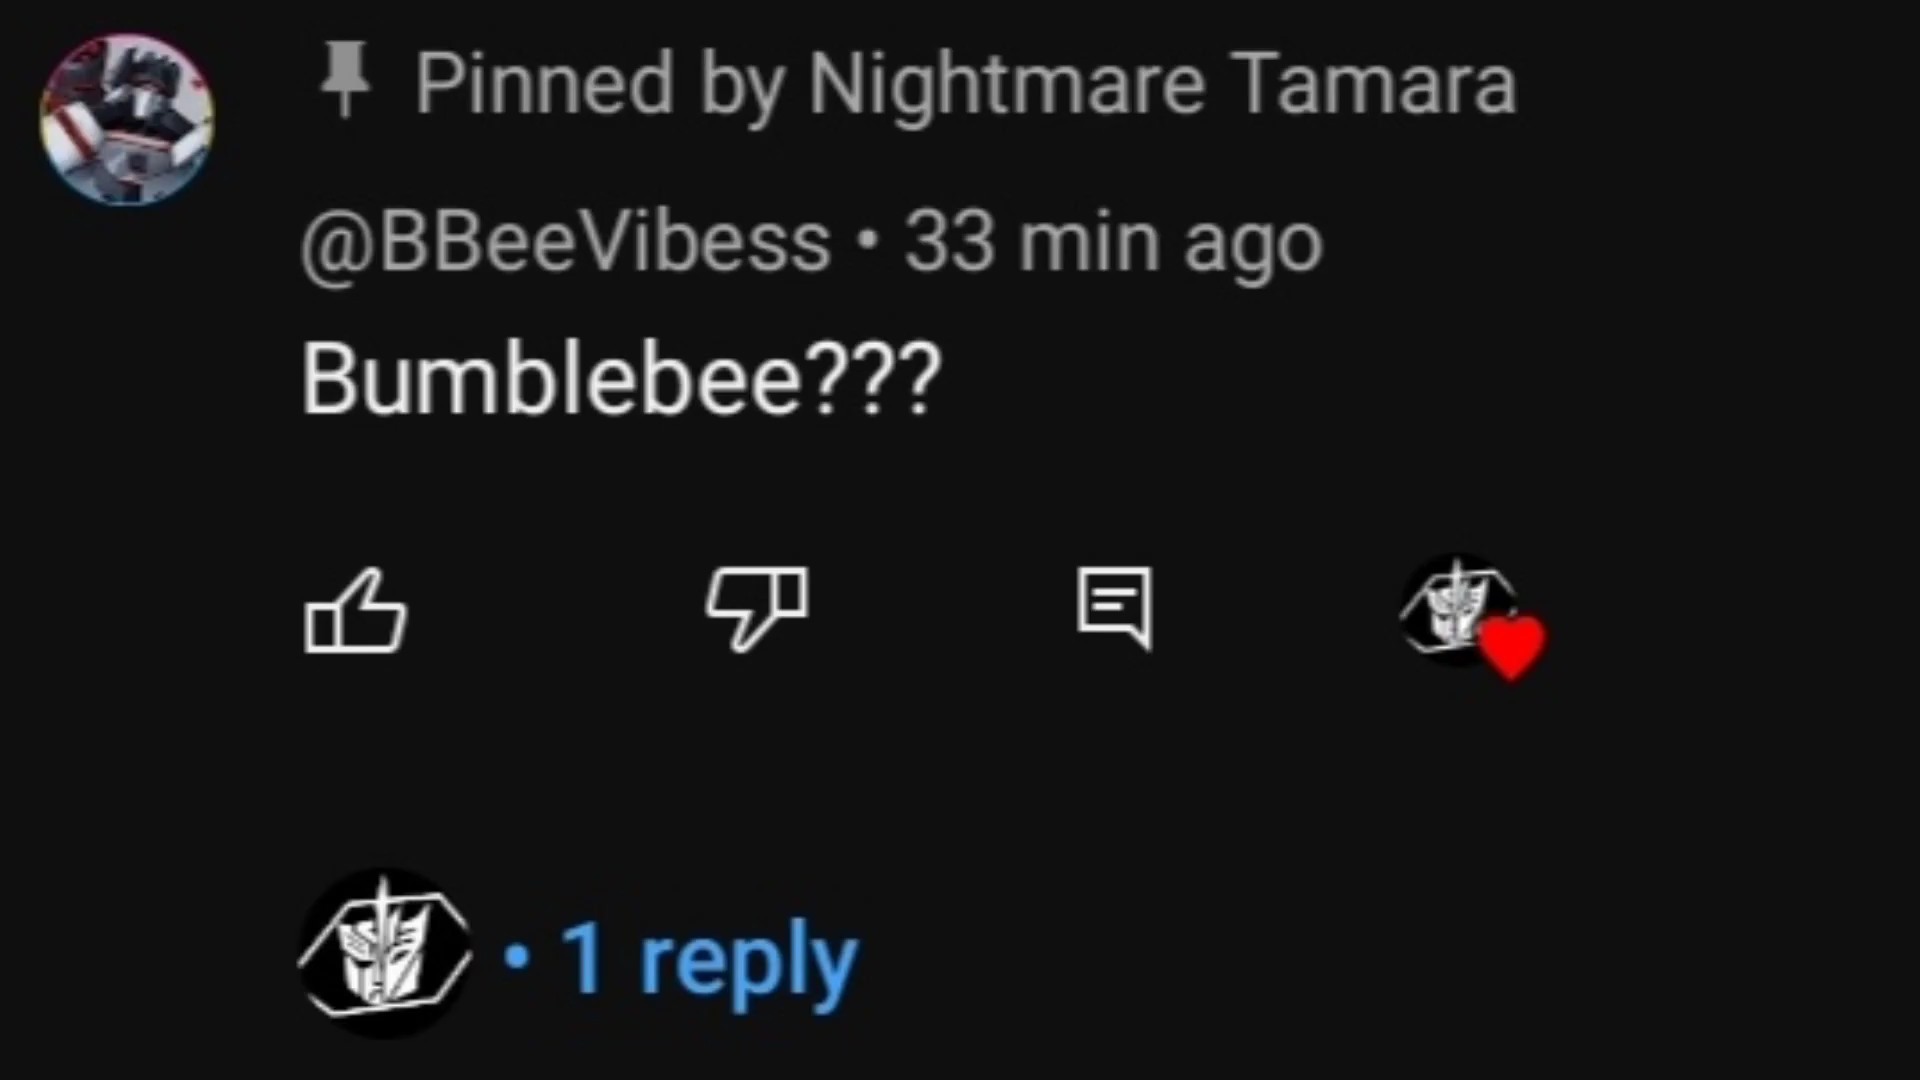 Pinned by Nightmare Tamara
@BBeeVibess • 33 min ago
Bumblebee???
• 1 reply